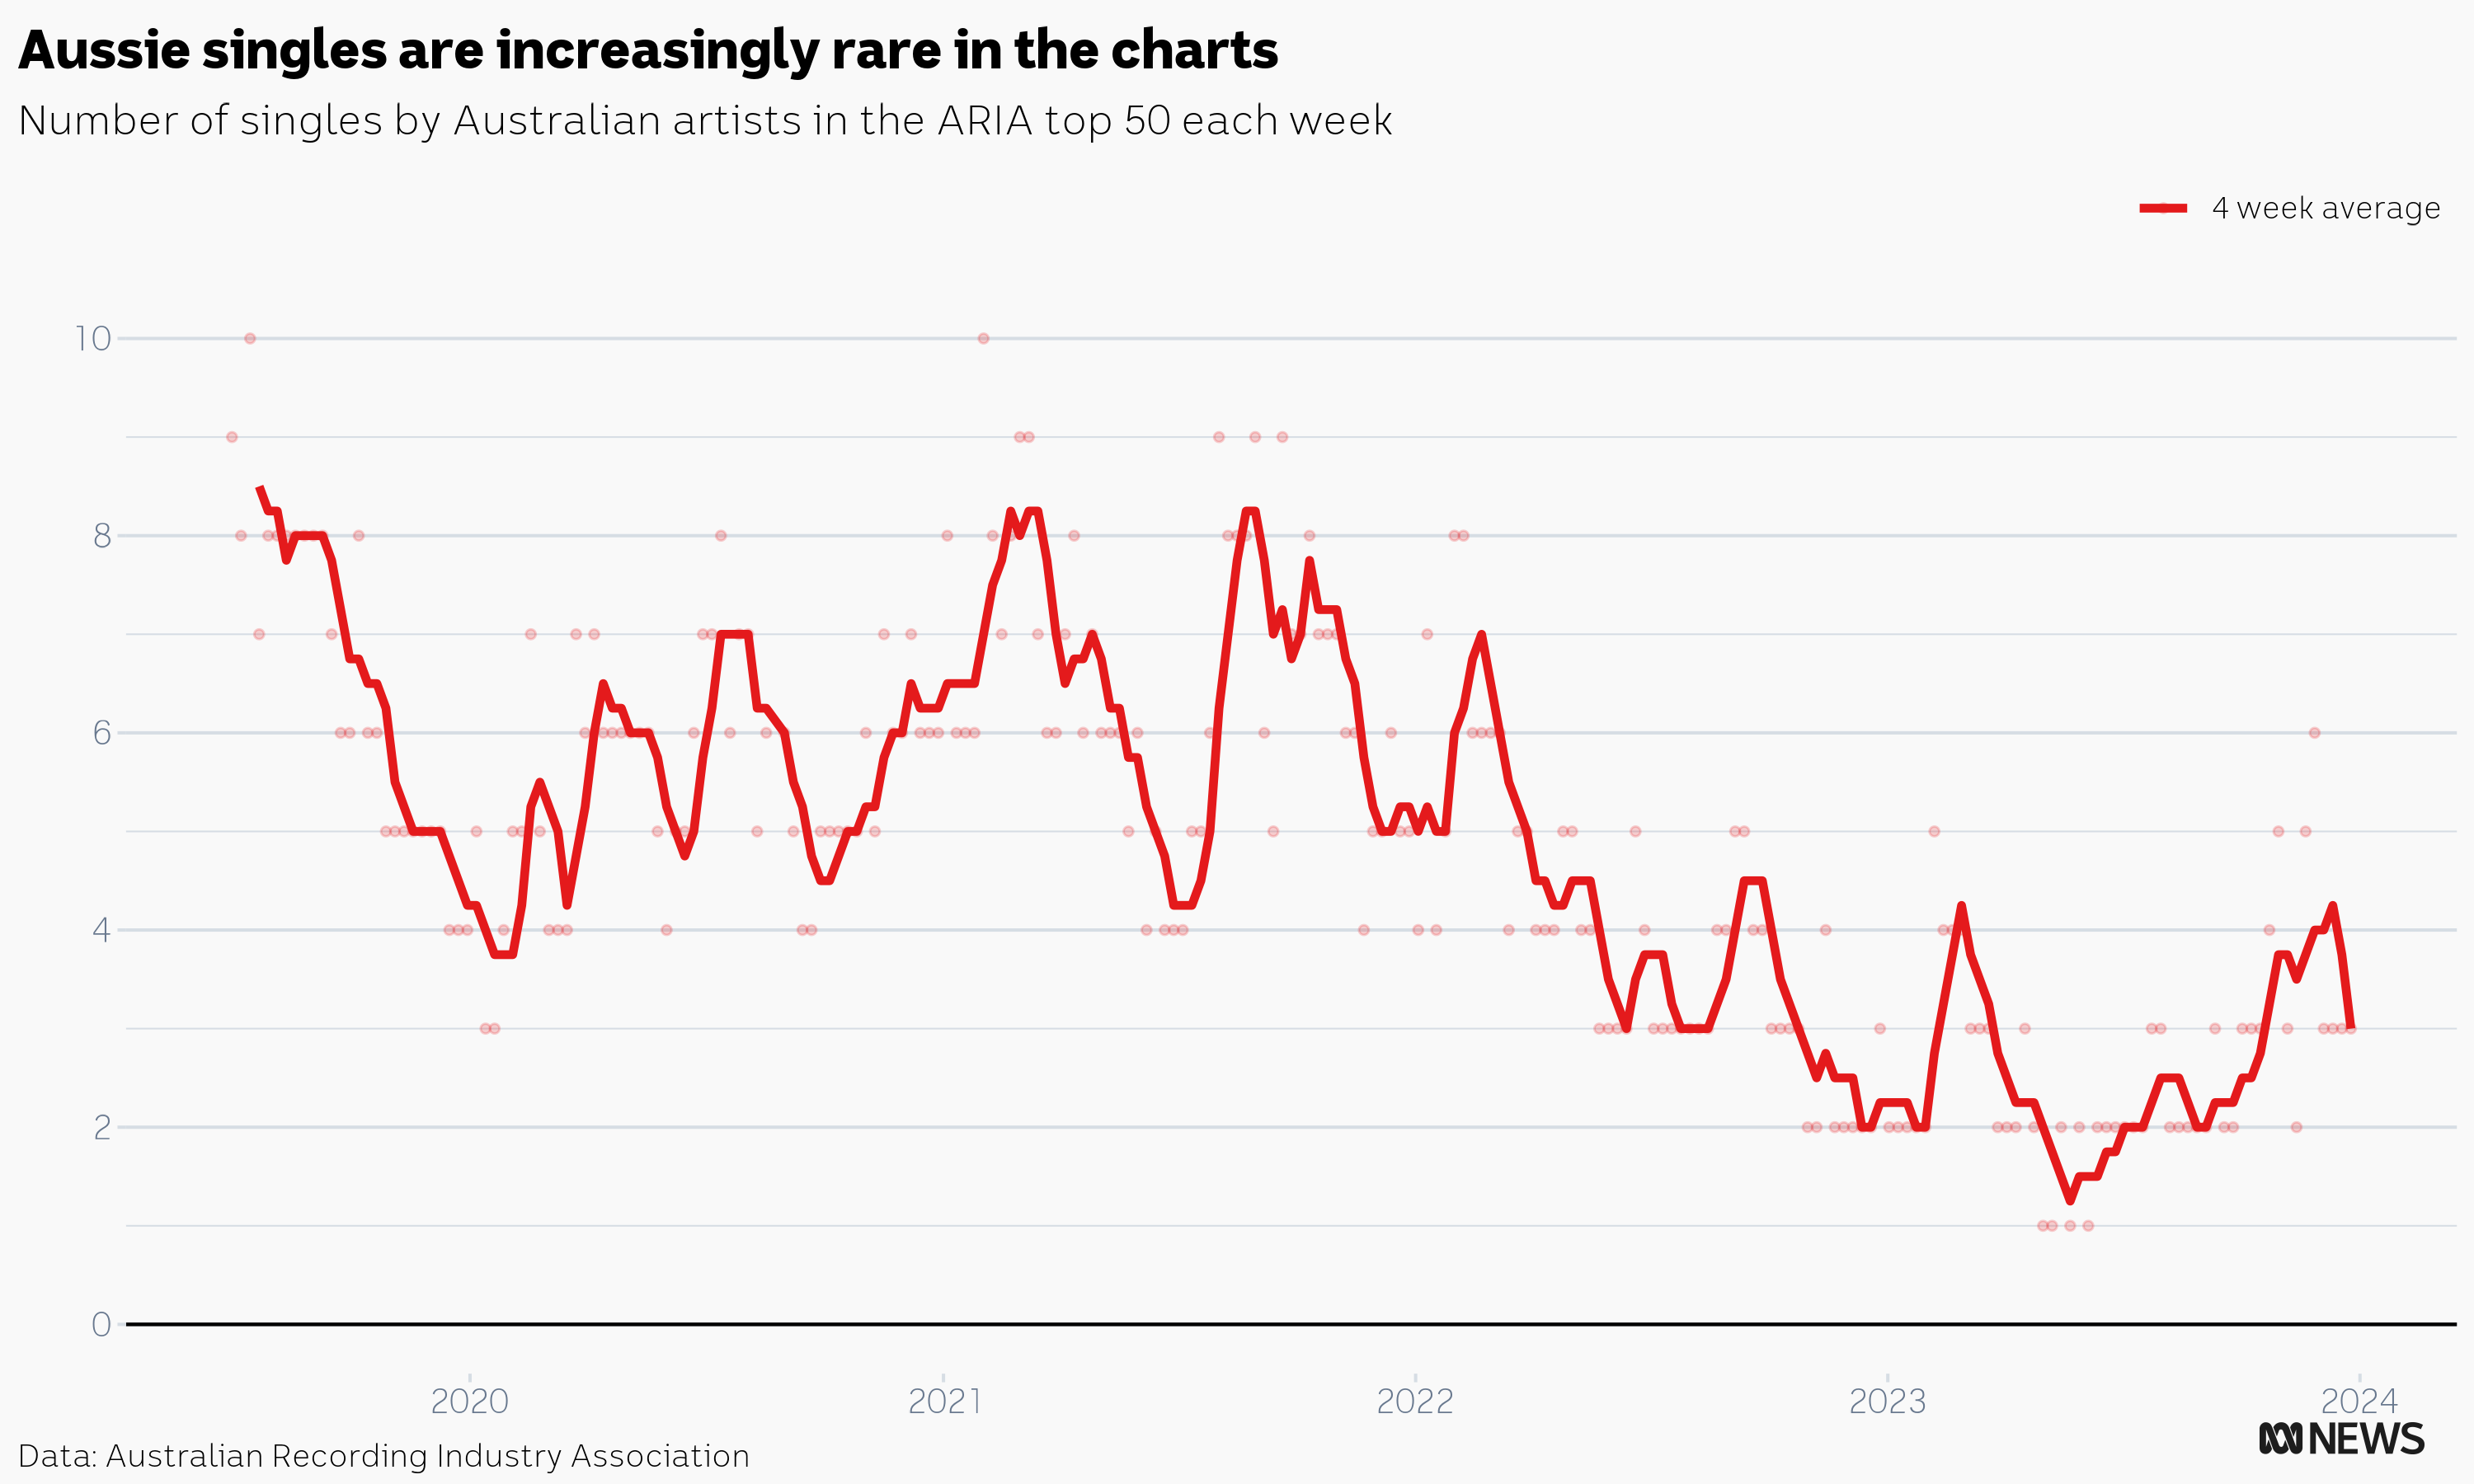 Aussie singles are increasingly rare in the charts
Number of singles by Australian artists in the ARIA top 50 each week
4 week average
10
8
6
4
2
0
2020 2021 2022 2023 2024
Data: Australian Recording Industry Association
NEWS